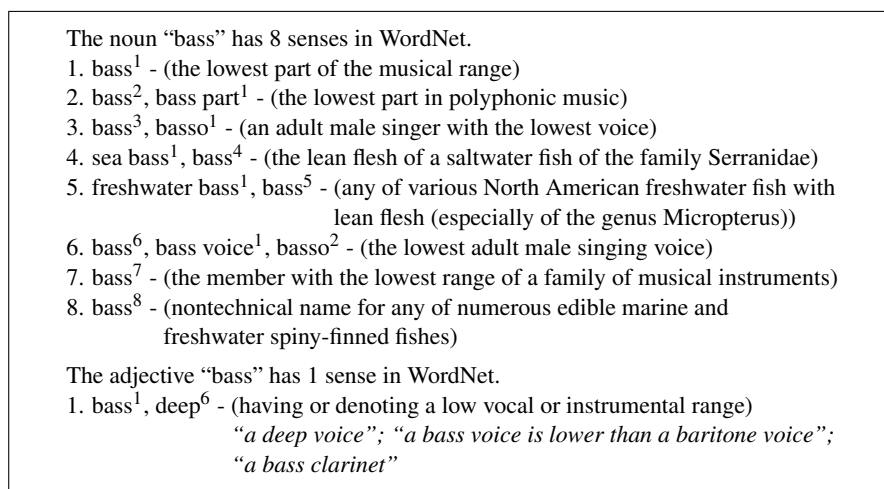 The noun “bass” has 8 senses in WordNet.
1. bass¹ - (the lowest part of the musical range)
2. bass², bass part¹ - (the lowest part in polyphonic music)
3. bass³, basso¹ - (an adult male singer with the lowest voice)
4. sea bass¹, bass⁴ - (the lean flesh of a saltwater fish of the family Serranidae)
5. freshwater bass¹, bass⁵ - (any of various North American freshwater fish with
lean flesh (especially of the genus Micropterus))
6. bass⁶, bass voice¹, basso² - (the lowest adult male singing voice)
7. bass⁷ - (the member with the lowest range of a family of musical instruments)
8. bass⁸ - (nontechnical name for any of numerous edible marine and
freshwater spiny-finned fishes)
The adjective “bass” has 1 sense in WordNet.
1. bass¹, deep⁶ - (having or denoting a low vocal or instrumental range)
“a deep voice”; “a bass voice is lower than a baritone voice”;
“a bass clarinet”